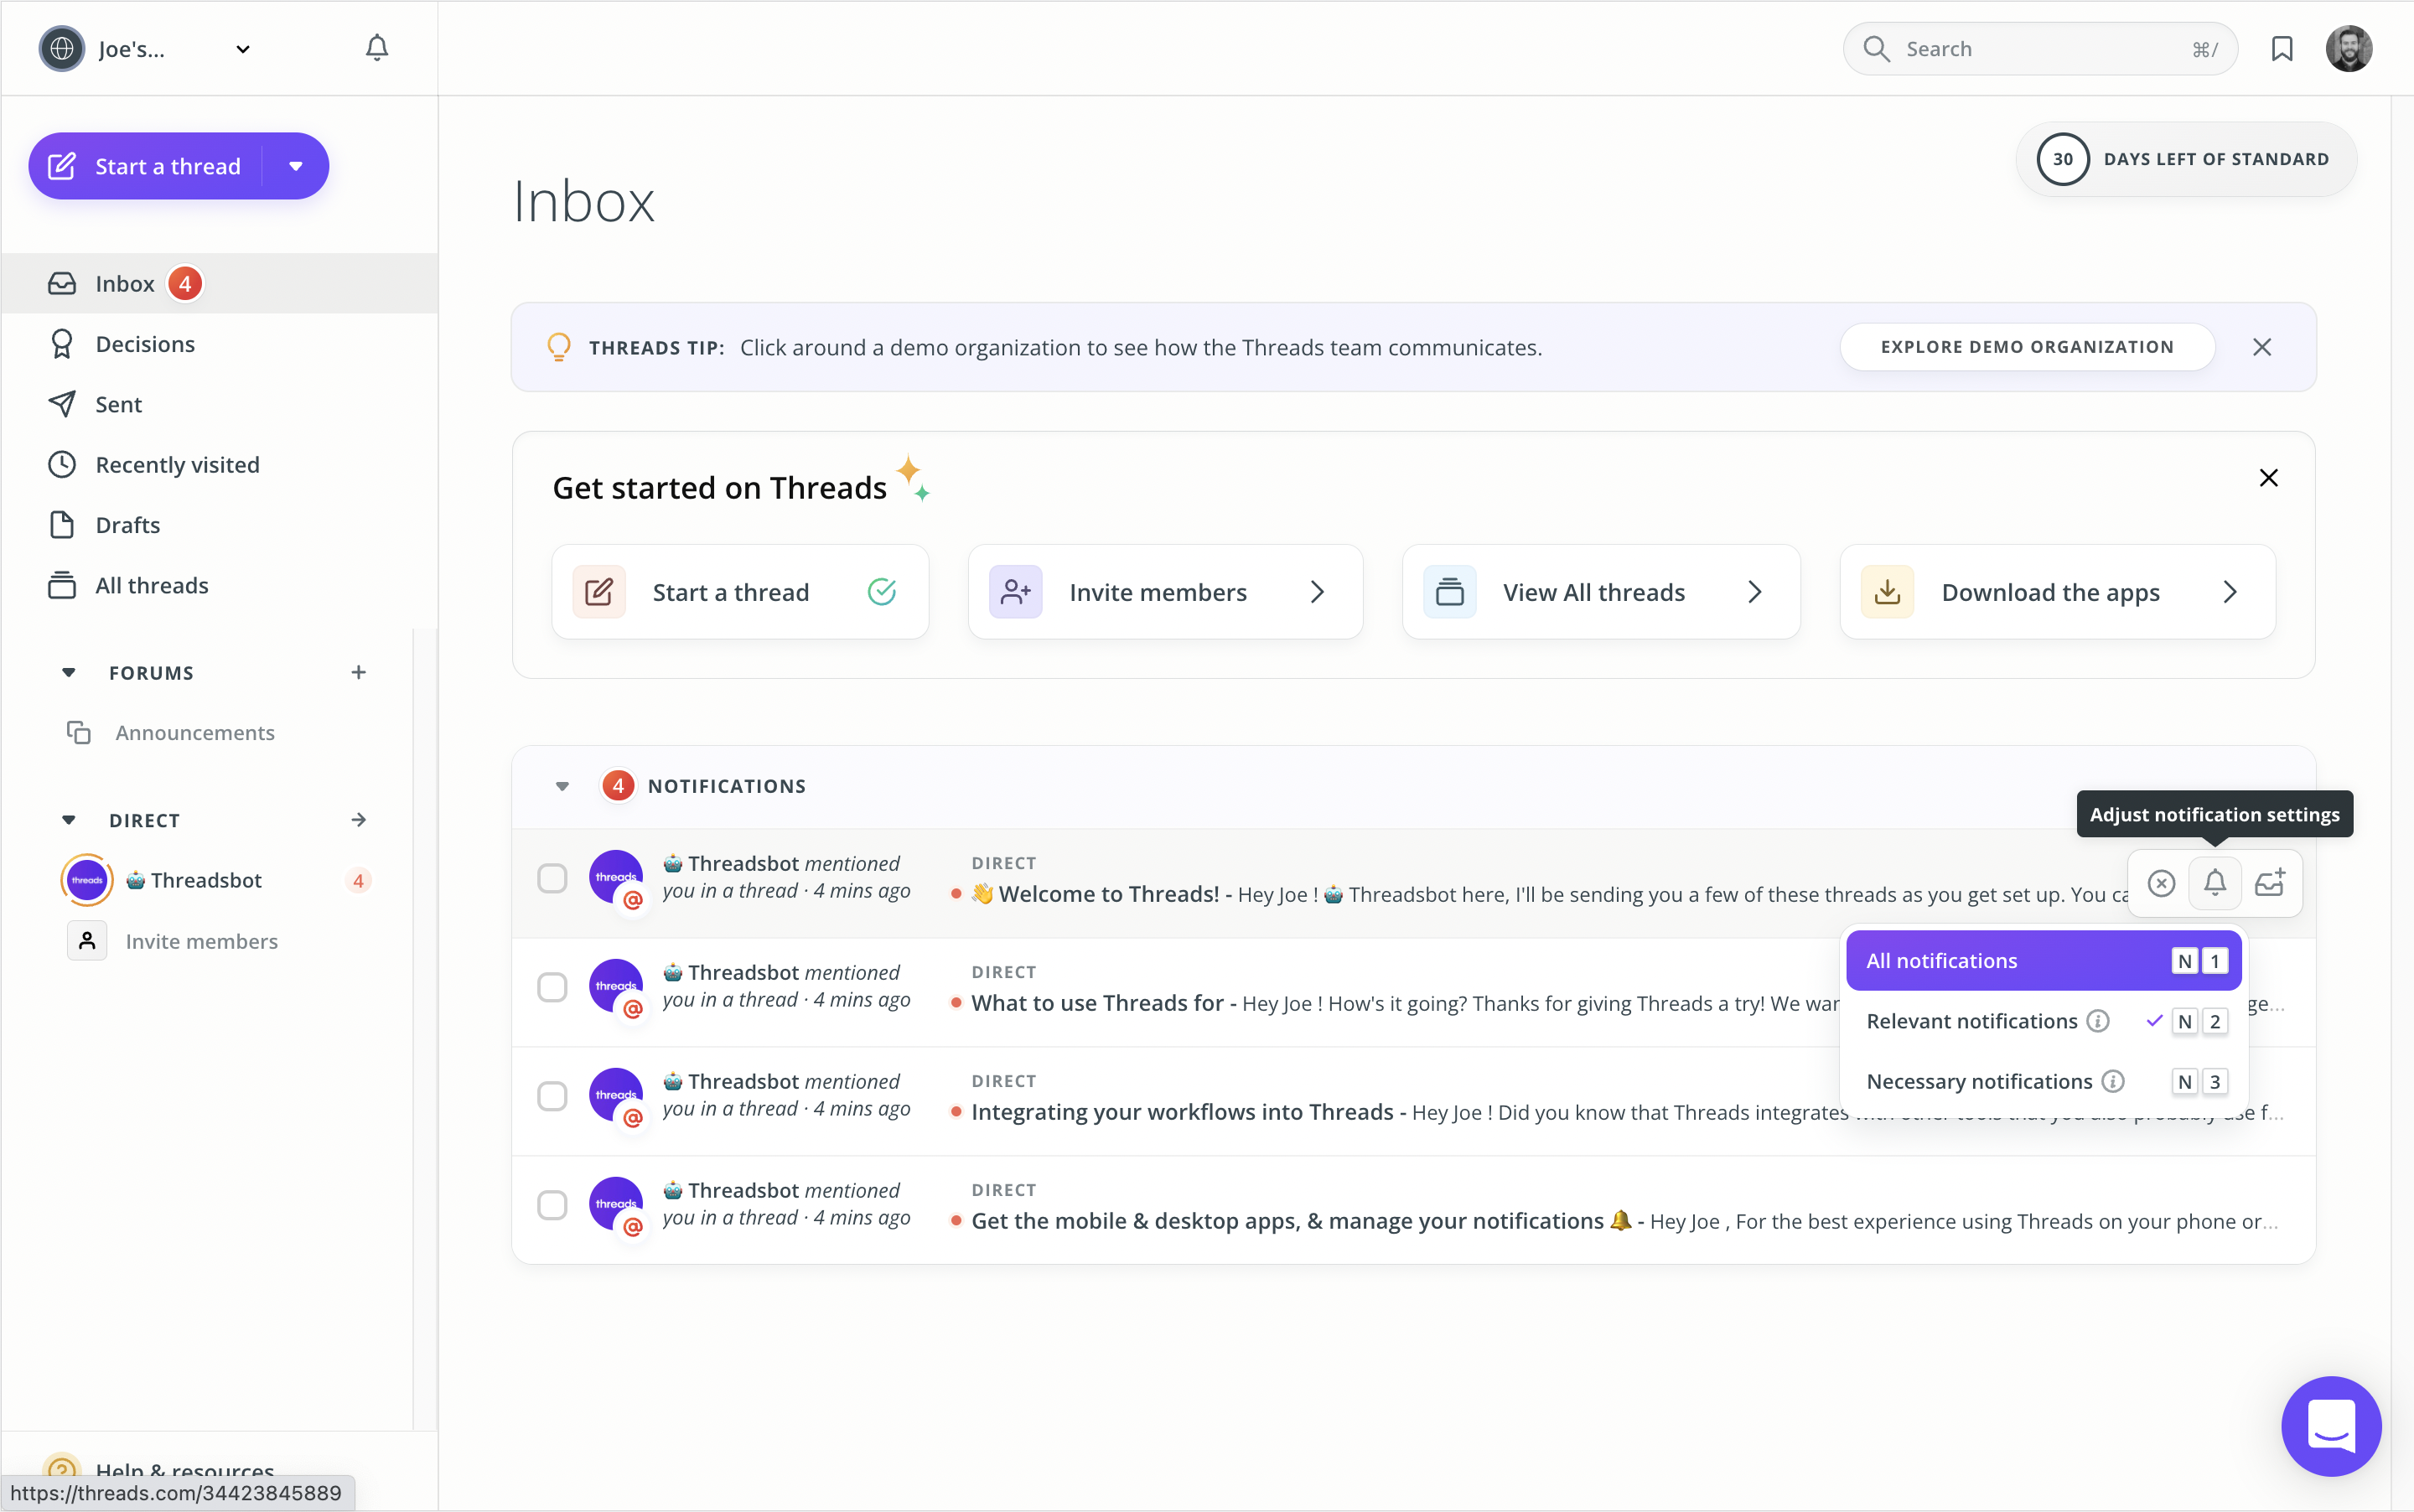 Joe's...
Search
⌘/
Start a thread
30
DAYS LEFT OF STANDARD
Inbox
Inbox 4
Decisions
Sent
Recently visited
Drafts
All threads
FORUMS
Announcements
DIRECT
threads
🤖 Threadsbot
4
Invite members
Help & resources
https://threads.com/34423845889
THREADS TIP: Click around a demo organization to see how the Threads team communicates.
EXPLORE DEMO ORGANIZATION
Get started on Threads
Start a thread
Invite members
View All threads
Download the apps
4 NOTIFICATIONS
Adjust notification settings
threads
@
🤖 Threadsbot mentioned
you in a thread · 4 mins ago
DIRECT
👋 Welcome to Threads! - Hey Joe ! 🤖 Threadsbot here, I'll be sending you a few of these threads as you get set up. You
All notifications
N 1
Relevant notifications
N 2
Necessary notifications
N 3
threads
@
🤖 Threadsbot mentioned
you in a thread · 4 mins ago
DIRECT
What to use Threads for - Hey Joe ! How's it going? Thanks for giving Threads a try! We ge...
threads
@
🤖 Threadsbot mentioned
you in a thread · 4 mins ago
DIRECT
Integrating your workflows into Threads - Hey Joe ! Did you know that Threads integrates with other tools that you also probably use f...
threads
@
🤖 Threadsbot mentioned
you in a thread · 4 mins ago
DIRECT
Get the mobile & desktop apps, & manage your notifications 🔔 - Hey Joe , For the best experience using Threads on your phone or...